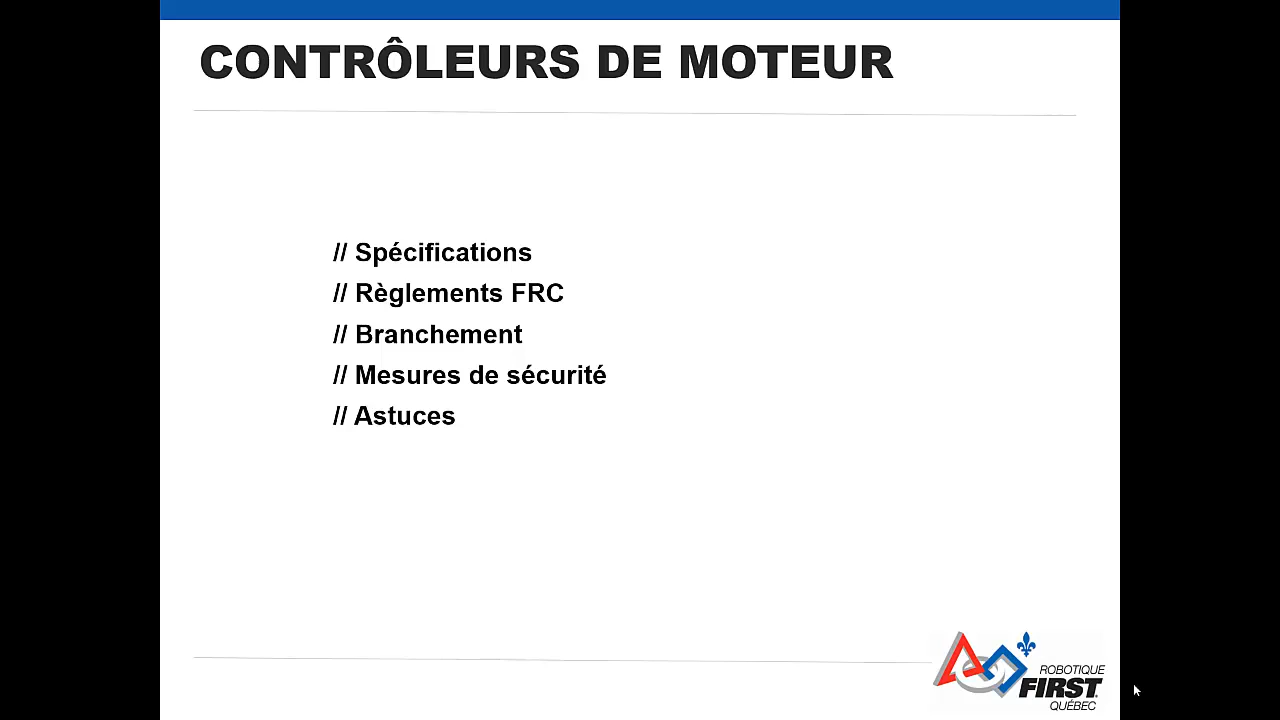 CONTRÔLEURS DE MOTEUR
// Spécifications
// Règlements FRC
// Branchement
// Mesures de sécurité
// Astuces
ROBOTIQUE
FIRST
QUÉBEC